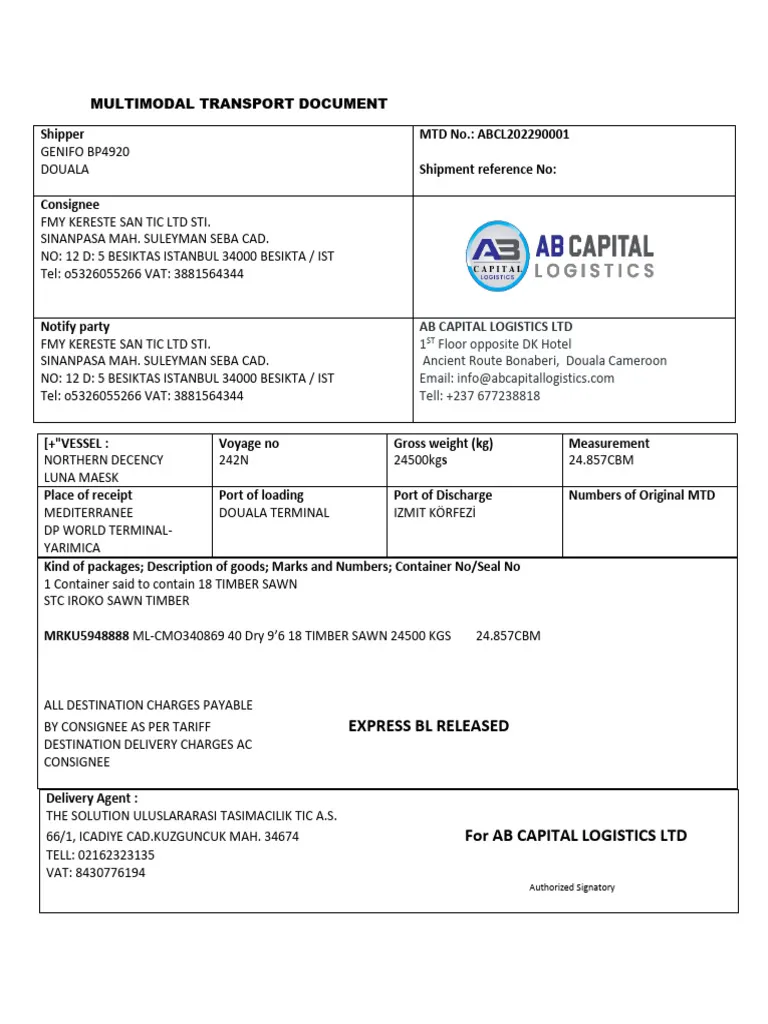 MULTIMODAL TRANSPORT DOCUMENT
Shipper
GENIFO BP4920
DOUALA
MTD No.: ABCL202290001
Shipment reference No:
Consignee
FMY KERESTE SAN TIC LTD STI.
SINANPASA MAH. SULEYMAN SEBA CAD.
NO: 12 D: 5 BESIKTAS ISTANBUL 34000 BESIKTA / IST
Tel: o5326055266 VAT: 3881564344
AB
CAPITAL
LOGISTICS
AB CAPITAL
LOGISTICS
Notify party
FMY KERESTE SAN TIC LTD STI.
SINANPASA MAH. SULEYMAN SEBA CAD.
NO: 12 D: 5 BESIKTAS ISTANBUL 34000 BESIKTA / IST
Tel: o5326055266 VAT: 3881564344
AB CAPITAL LOGISTICS LTD
1ST Floor opposite DK Hotel
Ancient Route Bonaberi, Douala Cameroon
Email: info@abcapitallogistics.com
Tell: +237 677238818
[+"VESSEL :
NORTHERN DECENCY
LUNA MAESK
Voyage no
242N
Gross weight (kg)
24500kgs
Measurement
24.857CBM
Place of receipt
MEDITERRANEE
DP WORLD TERMINAL-
YARIMICA
Port of loading
DOUALA TERMINAL
Port of Discharge
IZMIT KÖRFEZİ
Numbers of Original MTD
Kind of packages; Description of goods; Marks and Numbers; Container No/Seal No
1 Container said to contain 18 TIMBER SAWN
STC IROKO SAWN TIMBER
MRKU5948888 ML-CMO340869 40 Dry 9'6 18 TIMBER SAWN 24500 KGS 24.857CBM
ALL DESTINATION CHARGES PAYABLE
BY CONSIGNEE AS PER TARIFF
DESTINATION DELIVERY CHARGES AC
CONSIGNEE
EXPRESS BL RELEASED
Delivery Agent :
THE SOLUTION ULUSLARARASI TASIMACILIK TIC A.S.
66/1, ICADIYE CAD.KUZGUNCUK MAH. 34674
TELL: 02162323135
VAT: 8430776194
For AB CAPITAL LOGISTICS LTD
Authorized Signatory